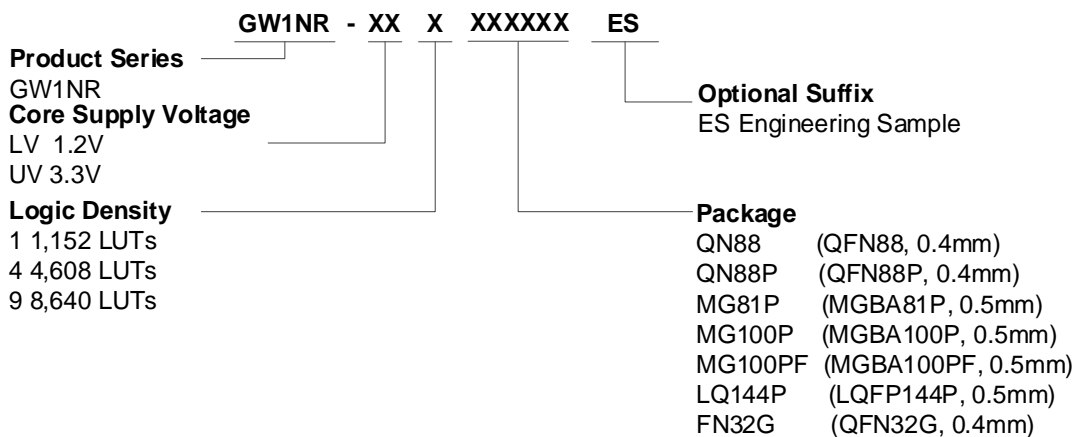 GW1NR - XX X XXXXXX ES
Product Series
GW1NR
Core Supply Voltage
LV 1.2V
UV 3.3V
Logic Density
1 1,152 LUTs
4 4,608 LUTs
9 8,640 LUTs
Optional Suffix
ES Engineering Sample
Package
QN88 (QFN88, 0.4mm)
QN88P (QFN88P, 0.4mm)
MG81P (MGBA81P, 0.5mm)
MG100P (MGBA100P, 0.5mm)
MG100PF (MGBA100PF, 0.5mm)
LQ144P (LQFP144P, 0.5mm)
FN32G (QFN32G, 0.4mm)